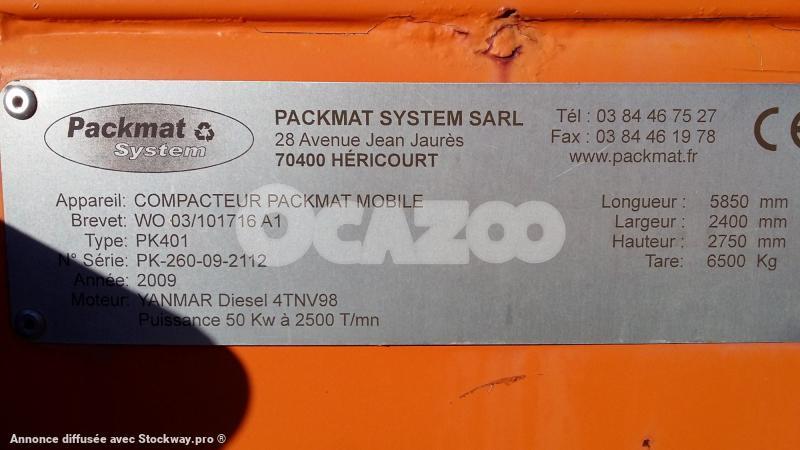 Packmat
System
PACKMAT SYSTEM SARL
28 Avenue Jean Jaurès
70400 HÉRICOURT
Tél : 03 84 46 75 27
Fax : 03 84 46 19 78
www.packmat.fr
CE
Appareil: COMPACTEUR PACKMAT MOBILE
Brevet: WO 03/101716 A1
Type: PK401
N° Série: PK-260-09-2112
Année: 2009
Moteur: YANMAR Diesel 4TNV98
Puissance 50 Kw à 2500 T/mn
Longueur : 5850 mm
Largeur : 2400 mm
Hauteur : 2750 mm
Tare: 6500 Kg
OCAZOO
Annonce diffusée avec Stockway.pro ®